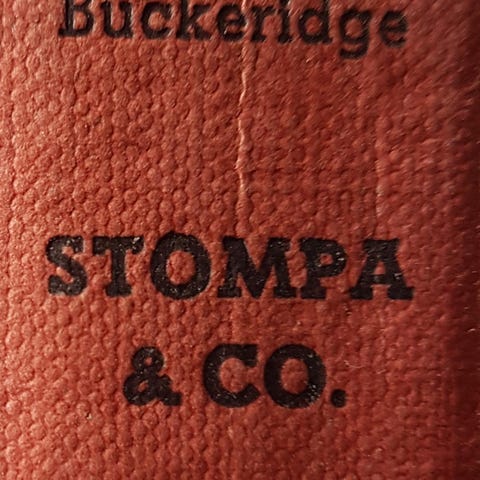 Buckeridge
STOMPA
& CO.